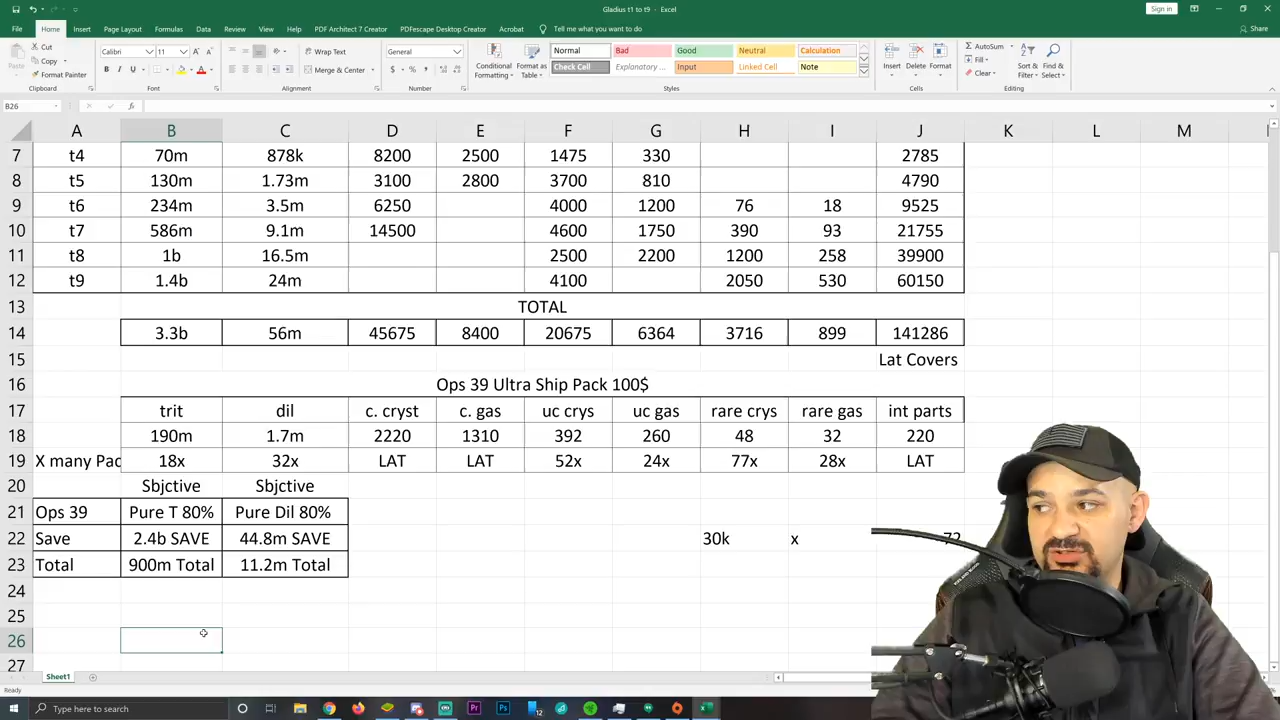 Gladius t1 to t9 - Excel
Sign in
File Home Insert Page Layout Formulas Data Review View Help PDF Architect 7 Creator PDFescape Desktop Creator Acrobat Tell me what you want to do Share
Cut
Copy
Format Painter
Paste
Clipboard
Calibri 11
Font
Wrap Text
Merge & Center
Alignment
General
Number
Conditional Formatting
Format as Table
Normal Bad Good Neutral Calculation
Check Cell Explanatory ... Input Linked Cell Note
Styles
Insert Delete Format
Cells
AutoSum
Fill
Clear
Sort & Filter
Find & Select
Editing
B26
A B C D E F G H I J K L M
7 t4 70m 878k 8200 2500 1475 330 2785
8 t5 130m 1.73m 3100 2800 3700 810 4790
9 t6 234m 3.5m 6250 4000 1200 76 18 9525
10 t7 586m 9.1m 14500 4600 1750 390 93 21755
11 t8 1b 16.5m 2500 2200 1200 258 39900
12 t9 1.4b 24m 4100 2050 530 60150
13 TOTAL
14 3.3b 56m 45675 8400 20675 6364 3716 899 141286
15 Lat Covers
16 Ops 39 Ultra Ship Pack 100$
17 trit dil c. cryst c. gas uc crys uc gas rare crys rare gas int parts
18 190m 1.7m 2220 1310 392 260 48 32 220
19 X many Pac 18x 32x LAT LAT 52x 24x 77x 28x LAT
20 Sbjctive Sbjctive
21 Ops 39 Pure T 80% Pure Dil 80%
22 Save 2.4b SAVE 44.8m SAVE 30k x 72
23 Total 900m Total 11.2m Total
24
25
26
27
Sheet1
Ready
Type here to search